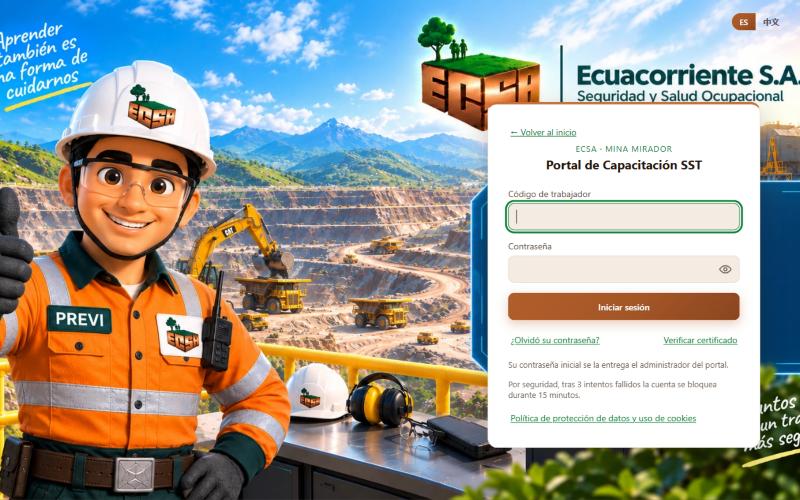 Aprender
también es
una forma de
cuidarnos
ECSA
PREVI
ECSA
ECSA
CAT
ECSA
Ecuacorriente S.A.
Seguridad y Salud Ocupacional
ES
中文
← Volver al inicio
ECSA · MINA MIRADOR
Portal de Capacitación SST
Código de trabajador
Contraseña
Iniciar sesión
¿Olvidó su contraseña?
Verificar certificado
Su contraseña inicial se la entrega el administrador del portal.
Por seguridad, tras 3 intentos fallidos la cuenta se bloquea
durante 15 minutos.
Política de protección de datos y uso de cookies